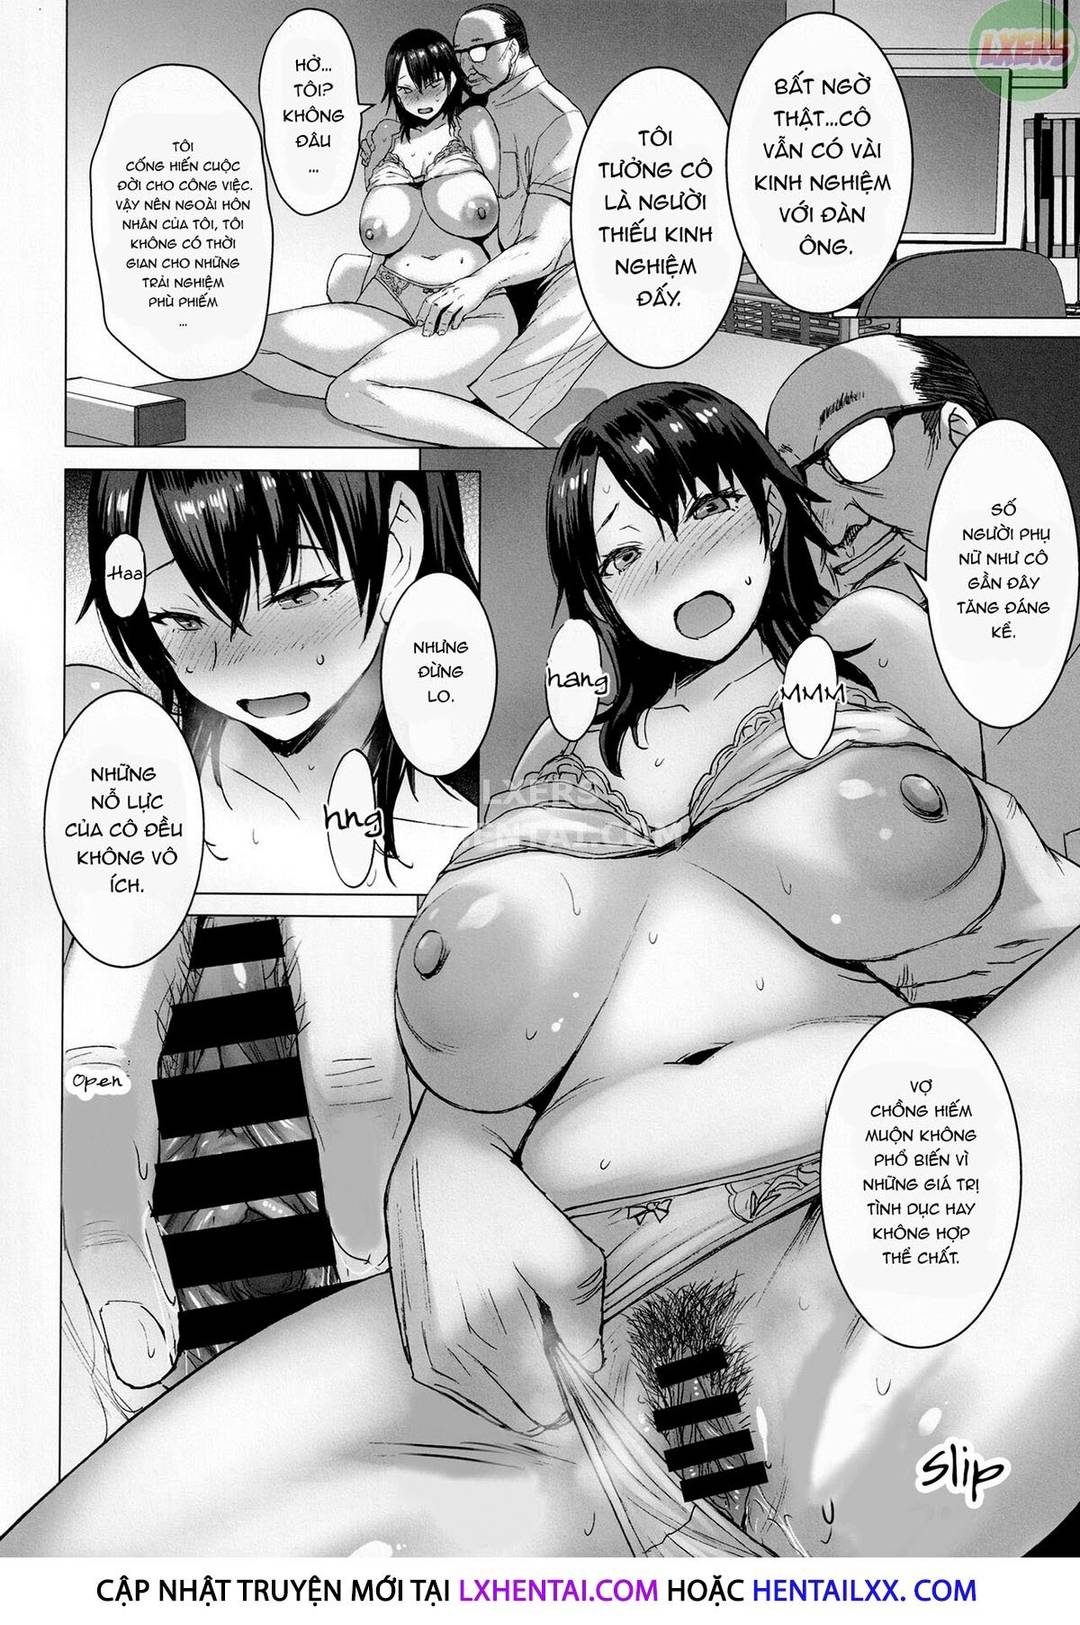 LXERS
BẤT NGỜ
THẬT...CÔ
VẪN CÓ VÀI
KINH NGHIỆM
VỚI ĐÀN
ÔNG.
TÔI
TƯỞNG CÔ
LÀ NGƯỜI
THIẾU KINH
NGHIỆM
ĐẤY.
HỞ...
TÔI?
KHÔNG
ĐÂU
...
TÔI
CỐNG HIẾN CUỘC
ĐỜI CHO CÔNG VIỆC.
VẬY NÊN NGOÀI HÔN
NHÂN CỦA TÔI, TÔI
KHÔNG CÓ THỜI
GIAN CHO NHỮNG
TRẢI NGHIỆM
PHÙ PHIẾM
...
SỐ
NGƯỜI PHỤ
NỮ NHƯ CÔ
GẦN ĐÂY
TĂNG ĐÁNG
KỂ.
MMM
hang
NHƯNG
ĐỪNG
LO.
Haa
hng
NHỮNG
NỖ LỰC
CỦA CÔ ĐỀU
KHÔNG VÔ
ÍCH.
LXERS
HENTAI.COM
Open
VỢ
CHỒNG HIẾM
MUỘN KHÔNG
PHỔ BIẾN VÌ
NHỮNG GIÁ TRỊ
TÌNH DỤC HAY
KHÔNG HỢP
THỂ CHẤT.
slip
CẬP NHẬT TRUYỆN MỚI TẠI LXHENTAI.COM HOẶC HENTAILXX. COM